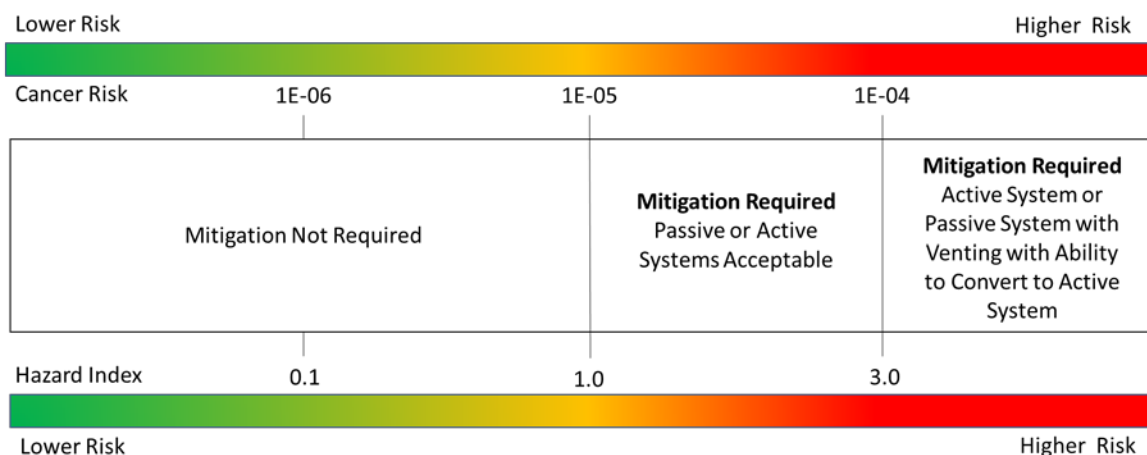 Lower Risk
Higher Risk
Cancer Risk
1E-06
1E-05
1E-04
Mitigation Not Required
Mitigation Required
Passive or Active
Systems Acceptable
Mitigation Required
Active System or
Passive System with
Venting with Ability
to Convert to Active
System
Hazard Index
0.1
1.0
3.0
Lower Risk
Higher Risk